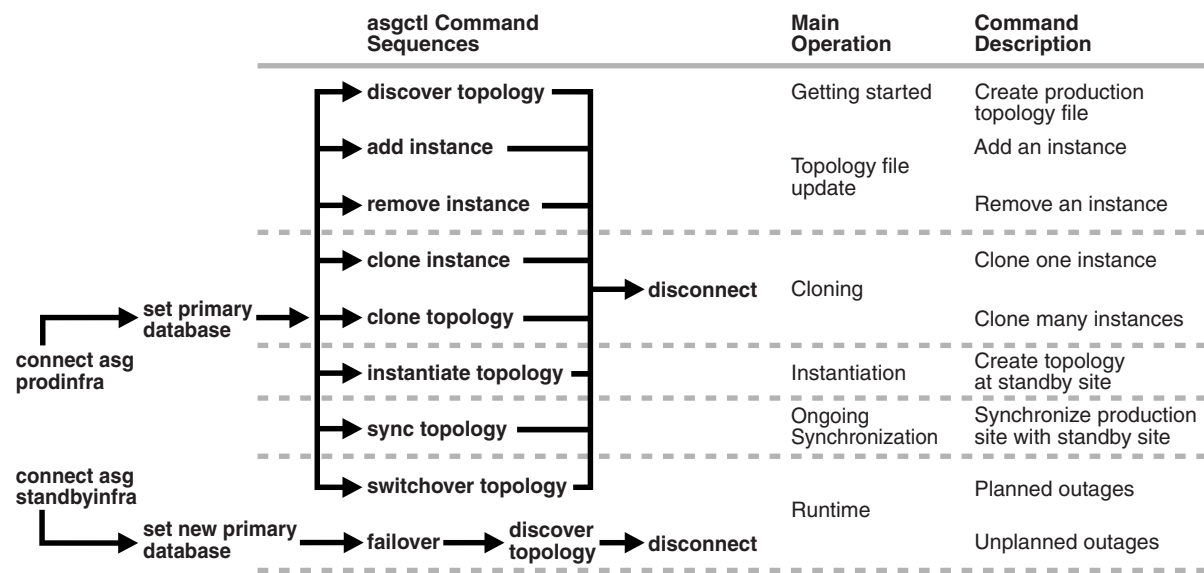 asgctl Command
Sequences
Main
Operation
Command
Description
discover topology
Getting started
Create production
topology file
add instance
Add an instance
Topology file
update
remove instance
Remove an instance
clone instance
Clone one instance
set primary
database
disconnect
Cloning
clone topology
Clone many instances
connect asg
prodinfra
instantiate topology
Instantiation
Create topology
at standby site
sync topology
Ongoing
Synchronization
Synchronize production
site with standby site
connect asg
standbyinfra
switchover topology
Planned outages
Runtime
set new primary
database
failover
discover
topology
disconnect
Unplanned outages